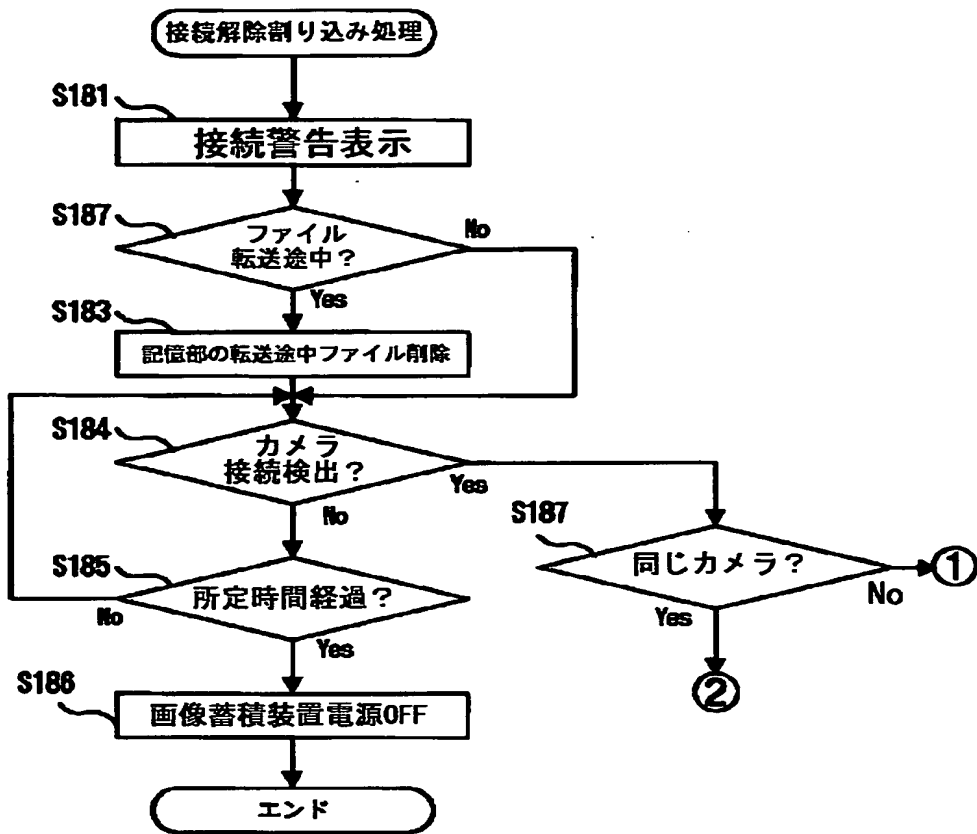 接続解除割り込み処理
S181
接続警告表示
S187
ファイル
転送途中？
No
Yes
S183
記憶部の転送途中ファイル削除
S184
カメラ
接続検出？
Yes
No
S187
同じカメラ？
①
No
Yes
②
S185
所定時間経過？
No
Yes
S186
画像蓄積装置電源OFF
エンド